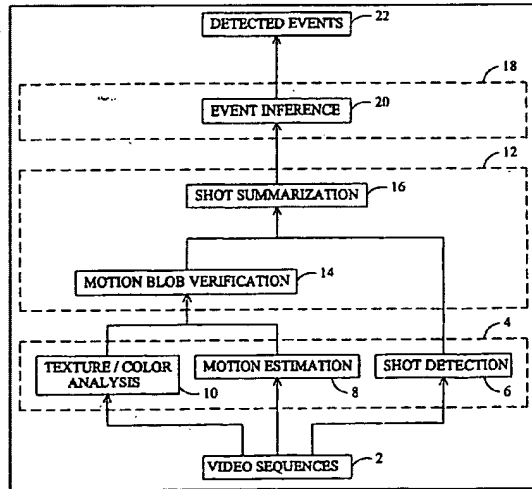 DETECTED EVENTS
22
18
EVENT INFERENCE
20
12
SHOT SUMMARIZATION
16
MOTION BLOB VERIFICATION
14
4
TEXTURE / COLOR
ANALYSIS
10
MOTION ESTIMATION
8
SHOT DETECTION
6
VIDEO SEQUENCES
2